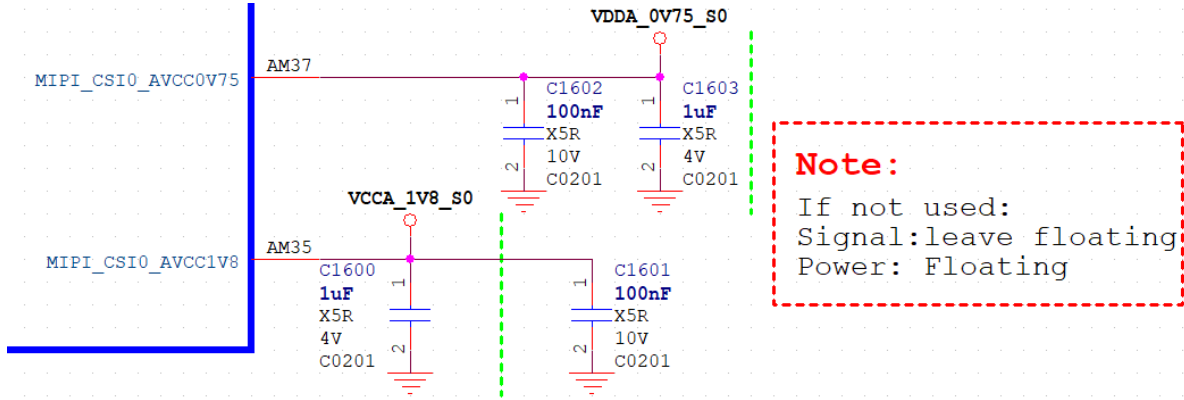 VDDA_0V75_S0
MIPI_CSI0_AVCC0V75
AM37
C1602
100nF
X5R
10V
C0201
1
2
C1603
1uF
X5R
4V
C0201
1
2
Note:
If not used:
Signal:leave floating
Power: Floating
VCCA_1V8_S0
MIPI_CSI0_AVCC1V8
AM35
C1600
1uF
X5R
4V
C0201
1
2
C1601
100nF
X5R
10V
C0201
1
2